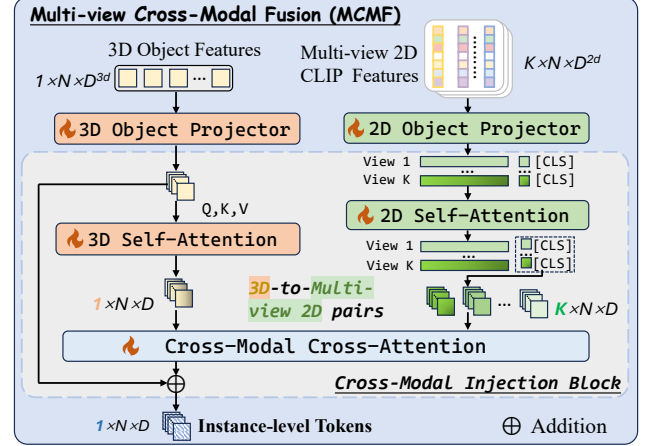 Multi-view Cross-Modal Fusion (MCMF)
3D Object Features
1×N×D^3d
...
Multi-view 2D
CLIP Features
K×N×D^2d
3D Object Projector
2D Object Projector
View 1 [CLS]
... ...
View K [CLS]
Q,K,V
3D Self-Attention
2D Self-Attention
View 1 [CLS]
...
View K [CLS]
1×N×D
3D-to-Multi-
view 2D pairs
...
K×N×D
Cross-Modal Cross-Attention
Cross-Modal Injection Block
1×N×D
Instance-level Tokens
⊕ Addition